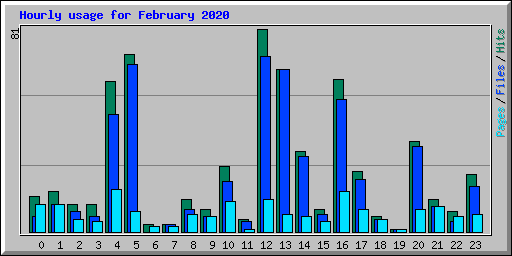 Hourly usage for February 2020
81
Pages / Files / Hits
0 1 2 3 4 5 6 7 8 9 10 11 12 13 14 15 16 17 18 19 20 21 22 23